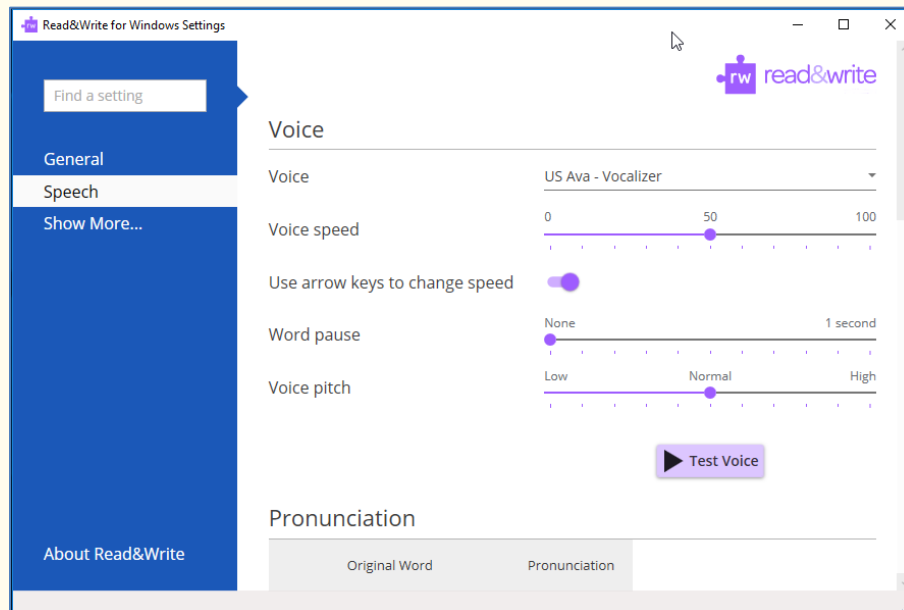 rw Read&Write for Windows Settings
rw read&write
Find a setting
General
Speech
Show More...
About Read&Write
Voice
Voice US Ava - Vocalizer
0 50 100
Voice speed
Use arrow keys to change speed
None 1 second
Word pause
Low Normal High
Voice pitch
Test Voice
Pronunciation
Original Word Pronunciation